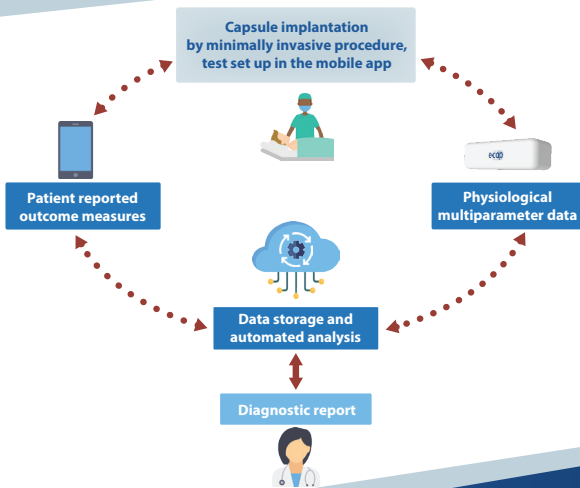 Capsule implantation
by minimally invasive procedure,
test set up in the mobile app
Patient reported
outcome measures
Physiological
multiparameter data
Data storage and
automated analysis
Diagnostic report